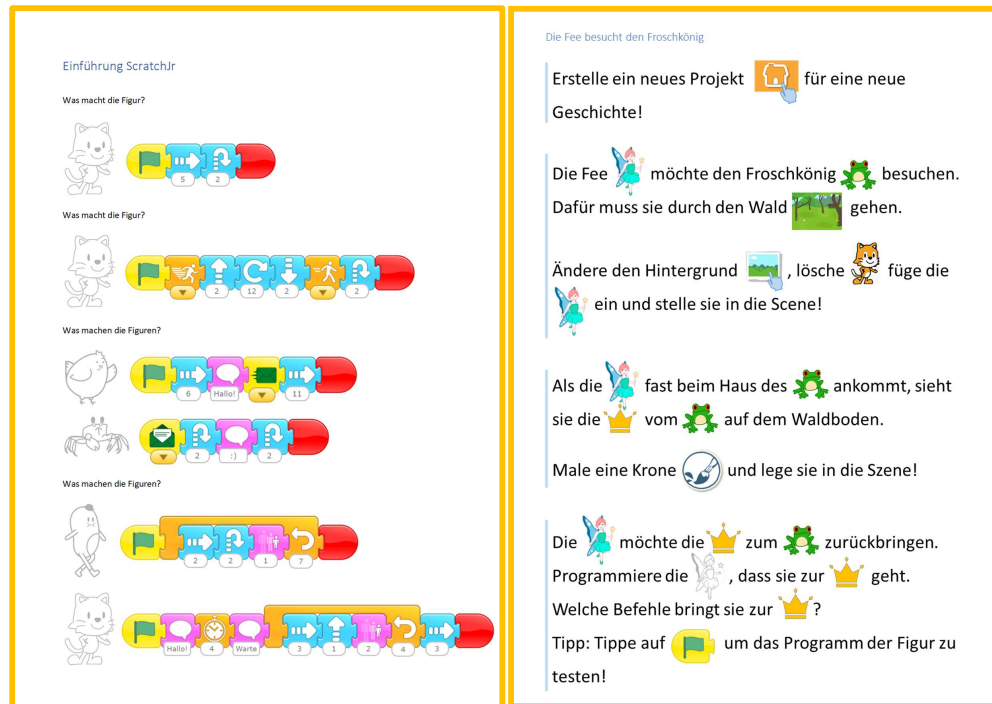 Einführung ScratchJr
Was macht die Figur?
5 2
Was macht die Figur?
2 12 2 2
Was machen die Figuren?
6 Hallo! 11
2 :) 2
Was machen die Figuren?
2 2 1 7
Hallo! 4 Warte 3 1 2 4 3
Die Fee besucht den Froschkönig
Erstelle ein neues Projekt für eine neue
Geschichte!
Die Fee möchte den Froschkönig besuchen.
Dafür muss sie durch den Wald gehen.
Ändere den Hintergrund , lösche füge die
ein und stelle sie in die Scene!
Als die fast beim Haus des ankommt, sieht
sie die vom auf dem Waldboden.
Male eine Krone und lege sie in die Szene!
Die möchte die zum zurückbringen.
Programmiere die , dass sie zur geht.
Welche Befehle bringt sie zur ?
Tipp: Tippe auf um das Programm der Figur zu
testen!